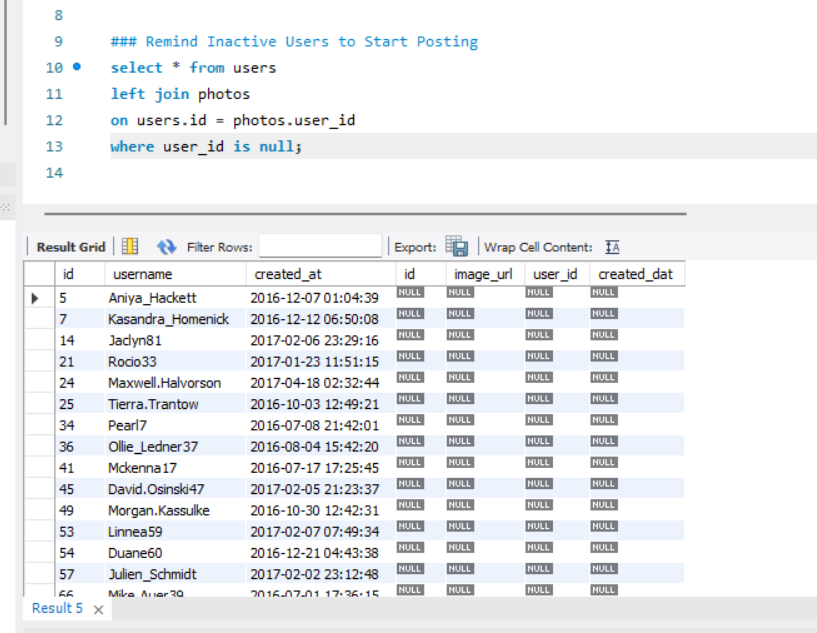 8
9 ### Remind Inactive Users to Start Posting
10 select * from users
11 left join photos
12 on users.id = photos.user_id
13 where user_id is null;
14
Result Grid Filter Rows: Export: Wrap Cell Content: IA
id username created_at id image_url user_id created_dat
5 Aniya_Hackett 2016-12-07 01:04:39 NULL NULL NULL NULL
7 Kasandra_Homenick 2016-12-12 06:50:08 NULL NULL NULL NULL
14 Jaclyn81 2017-02-06 23:29:16 NULL NULL NULL NULL
21 Rocio33 2017-01-23 11:51:15 NULL NULL NULL NULL
24 Maxwell.Halvorson 2017-04-18 02:32:44 NULL NULL NULL NULL
25 Tierra.Trantow 2016-10-03 12:49:21 NULL NULL NULL NULL
34 Pearl7 2016-07-08 21:42:01 NULL NULL NULL NULL
36 Ollie_Ledner37 2016-08-04 15:42:20 NULL NULL NULL NULL
41 Mckenna17 2016-07-17 17:25:45 NULL NULL NULL NULL
45 David.Osinski47 2017-02-05 21:23:37 NULL NULL NULL NULL
49 Morgan.Kassulke 2016-10-30 12:42:31 NULL NULL NULL NULL
53 Linnea59 2017-02-07 07:49:34 NULL NULL NULL NULL
54 Duane60 2016-12-21 04:43:38 NULL NULL NULL NULL
57 Julien_Schmidt 2017-02-02 23:12:48 NULL NULL NULL NULL
66 Mike.Auer39 2016-07-01 17:36:15 NULL NULL NULL NULL
Result 5